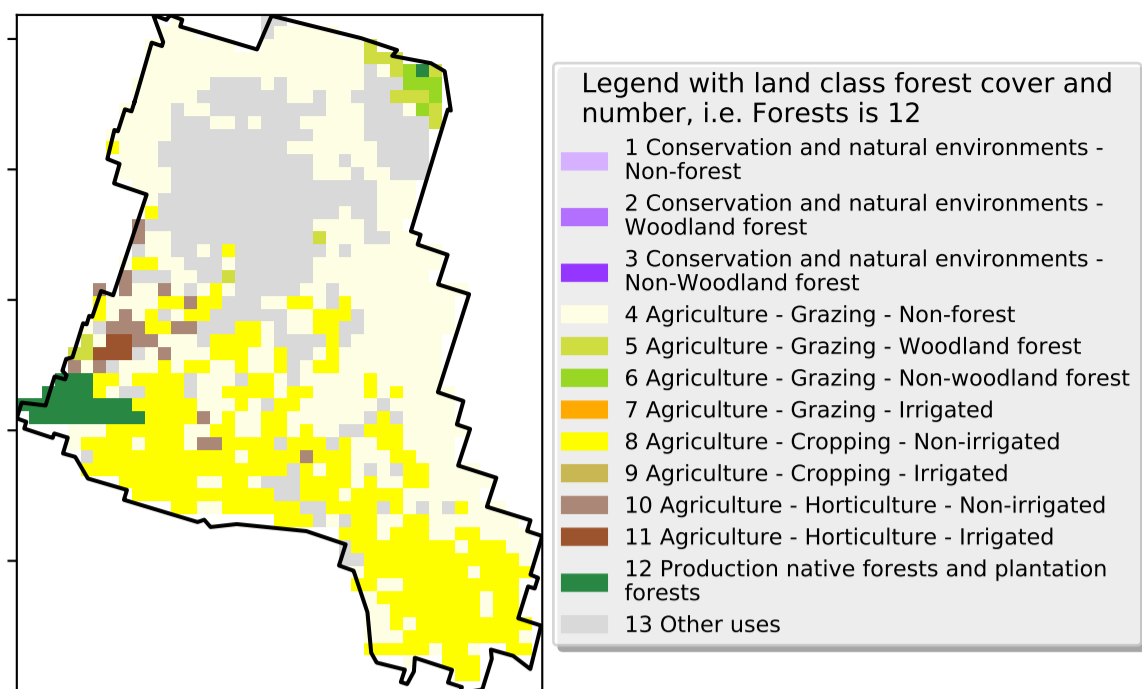 Legend with land class forest cover and
number, i.e. Forests is 12
1 Conservation and natural environments -
Non-forest
2 Conservation and natural environments -
Woodland forest
3 Conservation and natural environments -
Non-Woodland forest
4 Agriculture - Grazing - Non-forest
5 Agriculture - Grazing - Woodland forest
6 Agriculture - Grazing - Non-woodland forest
7 Agriculture - Grazing - Irrigated
8 Agriculture - Cropping - Non-irrigated
9 Agriculture - Cropping - Irrigated
10 Agriculture - Horticulture - Non-irrigated
11 Agriculture - Horticulture - Irrigated
12 Production native forests and plantation
forests
13 Other uses